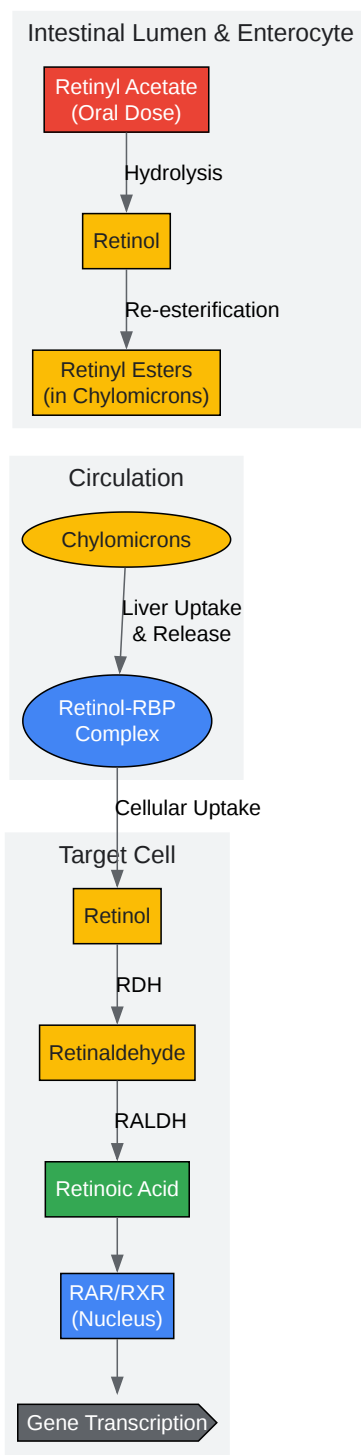 Intestinal Lumen & Enterocyte
Retinyl Acetate
(Oral Dose)
Hydrolysis
Retinol
Re-esterification
Retinyl Esters
(in Chylomicrons)
Circulation
Chylomicrons
Liver Uptake
& Release
Retinol-RBP
Complex
Cellular Uptake
Target Cell
Retinol
RDH
Retinaldehyde
RALDH
Retinoic Acid
RAR/RXR
(Nucleus)
Gene Transcription